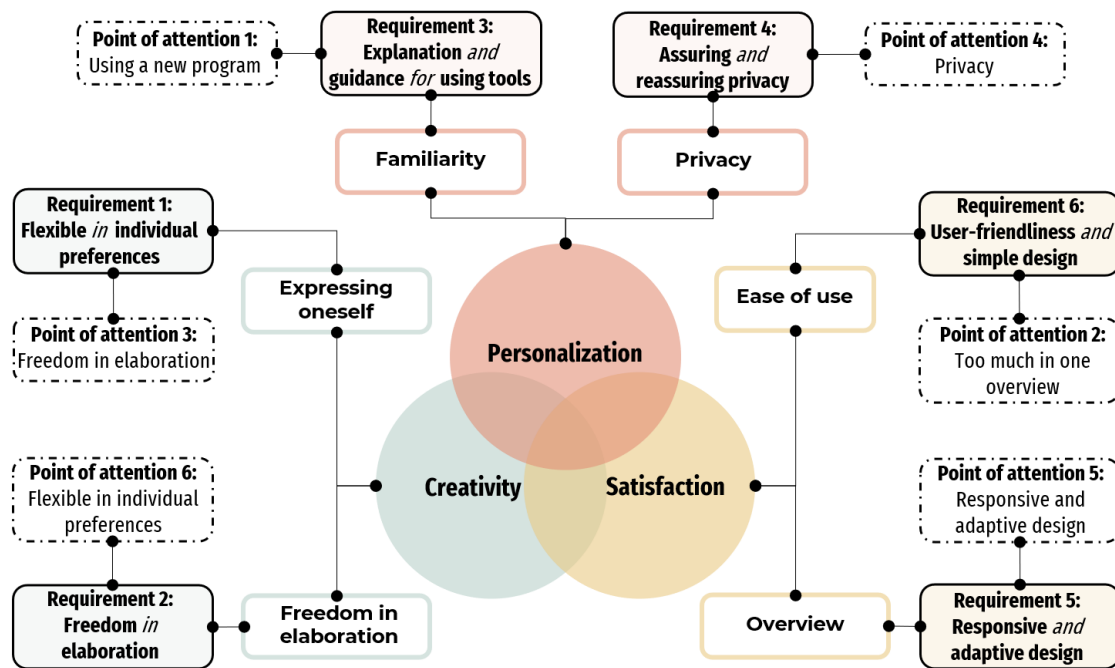 Point of attention 1:
Using a new program
Requirement 3:
Explanation and
guidance for using tools
Requirement 4:
Assuring and
reassuring privacy
Point of attention 4:
Privacy
Familiarity
Privacy
Requirement 1:
Flexible in individual
preferences
Requirement 6:
User-friendliness and
simple design
Expressing
oneself
Ease of use
Point of attention 3:
Freedom in elaboration
Point of attention 2:
Too much in one
overview
Personalization
Creativity
Satisfaction
Point of attention 6:
Flexible in individual
preferences
Point of attention 5:
Responsive and
adaptive design
Requirement 2:
Freedom in
elaboration
Freedom in
elaboration
Overview
Requirement 5:
Responsive and
adaptive design